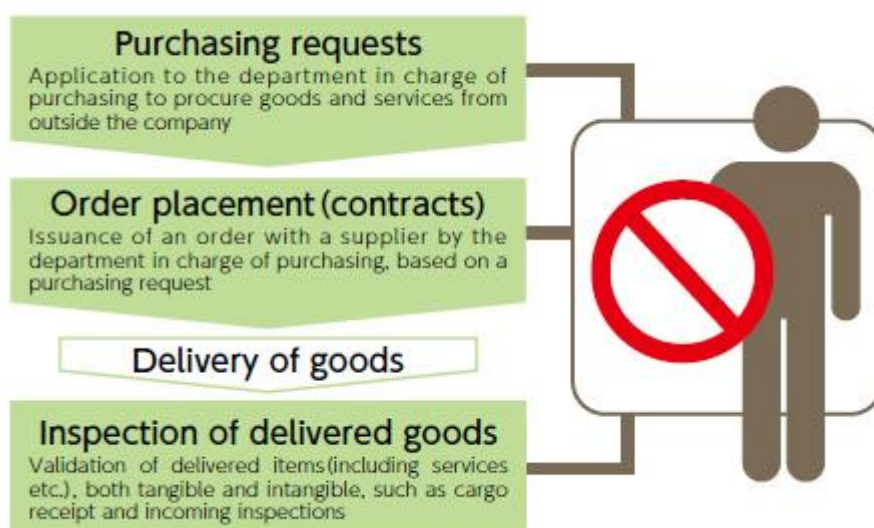 Purchasing requests
Application to the department in charge of
purchasing to procure goods and services from
outside the company
Order placement (contracts)
Issuance of an order with a supplier by the
department in charge of purchasing, based on a
purchasing request
Delivery of goods
Inspection of delivered goods
Validation of delivered items(including services
etc.), both tangible and intangible, such as cargo
receipt and incoming inspections